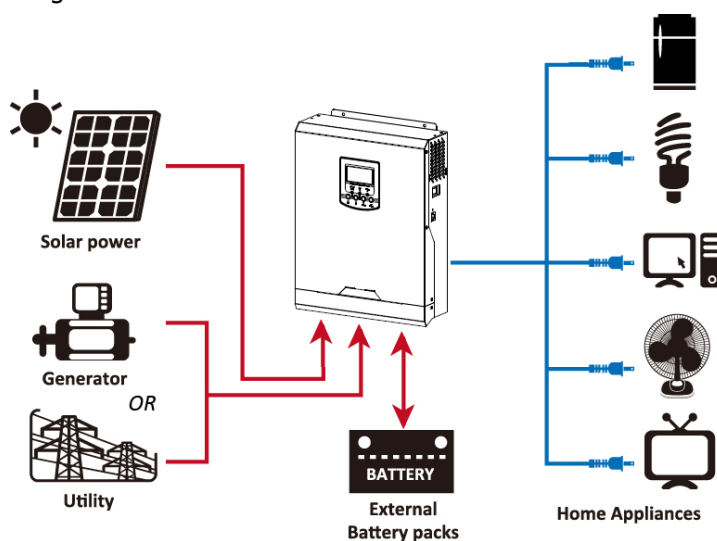 Solar power
Generator
OR
Utility
BATTERY
External
Battery packs
Home Appliances